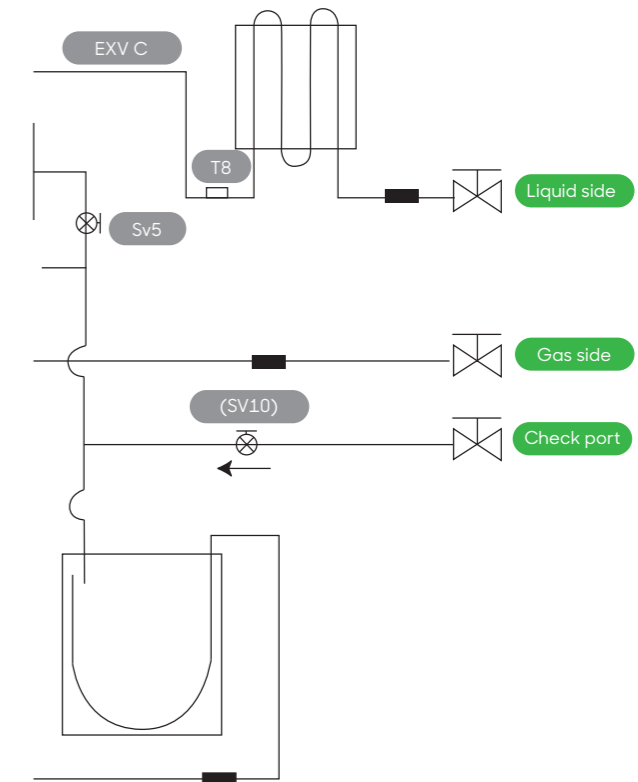 EXV C
T8
Liquid side
Sv5
Gas side
(SV10)
Check port